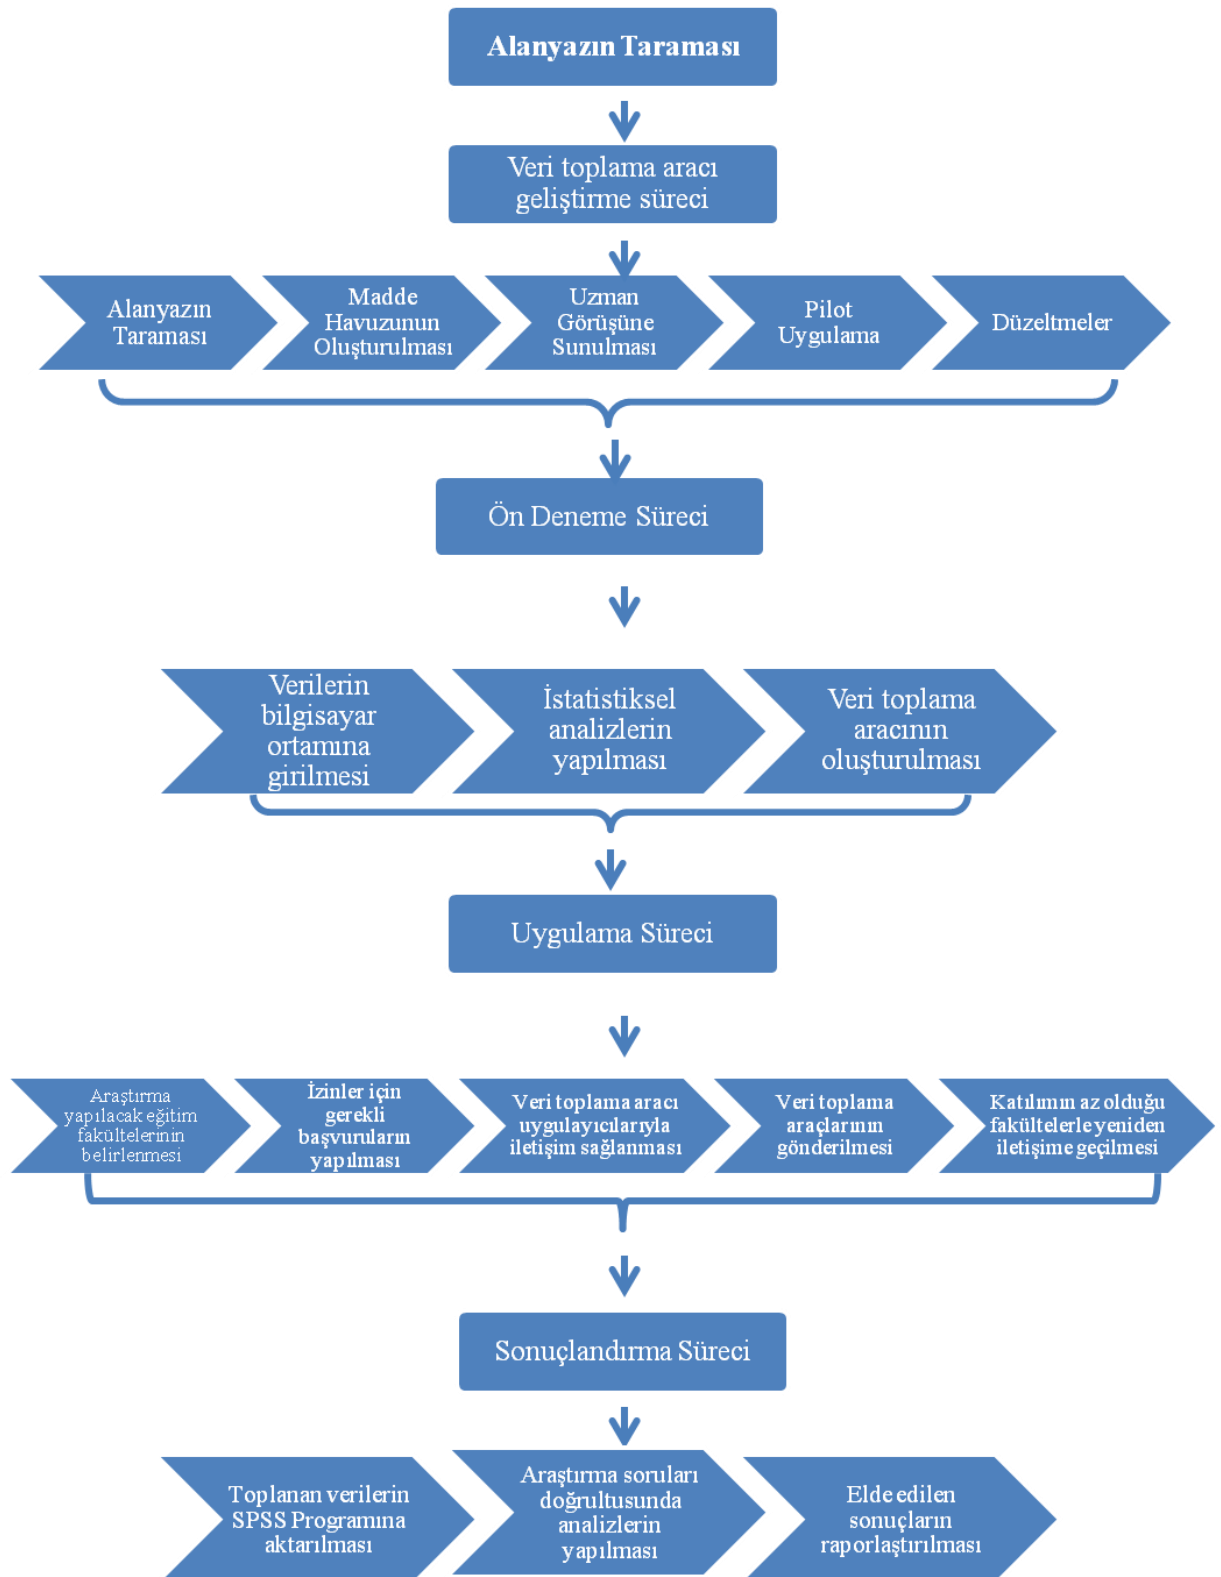 Alanyazın Taraması
Veri toplama aracı
geliştirme süreci
Alanyazın
Taraması
Madde
Havuzunun
Oluşturulması
Uzman
Görüşüne
Sunulması
Pilot
Uygulama
Düzeltmeler
Ön Deneme Süreci
Verilerin
bilgisayar
ortamına
girilmesi
İstatistiksel
analizlerin
yapılması
Veri toplama
aracının
oluşturulması
Uygulama Süreci
Araştırma
yapılacak eğitim
fakültelerinin
belirlenmesi
İzinler için
gerekli
başvuruların
yapılması
Veri toplama aracı
uygulayıcılarıyla
iletişim sağlanması
Veri toplama
araçlarının
gönderilmesi
Katılımın az olduğu
fakültelerle yeniden
iletişime geçilmesi
Sonuçlandırma Süreci
Toplanan verilerin
SPSS Programına
aktarılması
Araştırma soruları
doğrultusunda
analizlerin
yapılması
Elde edilen
sonuçların
raporlaştırılması